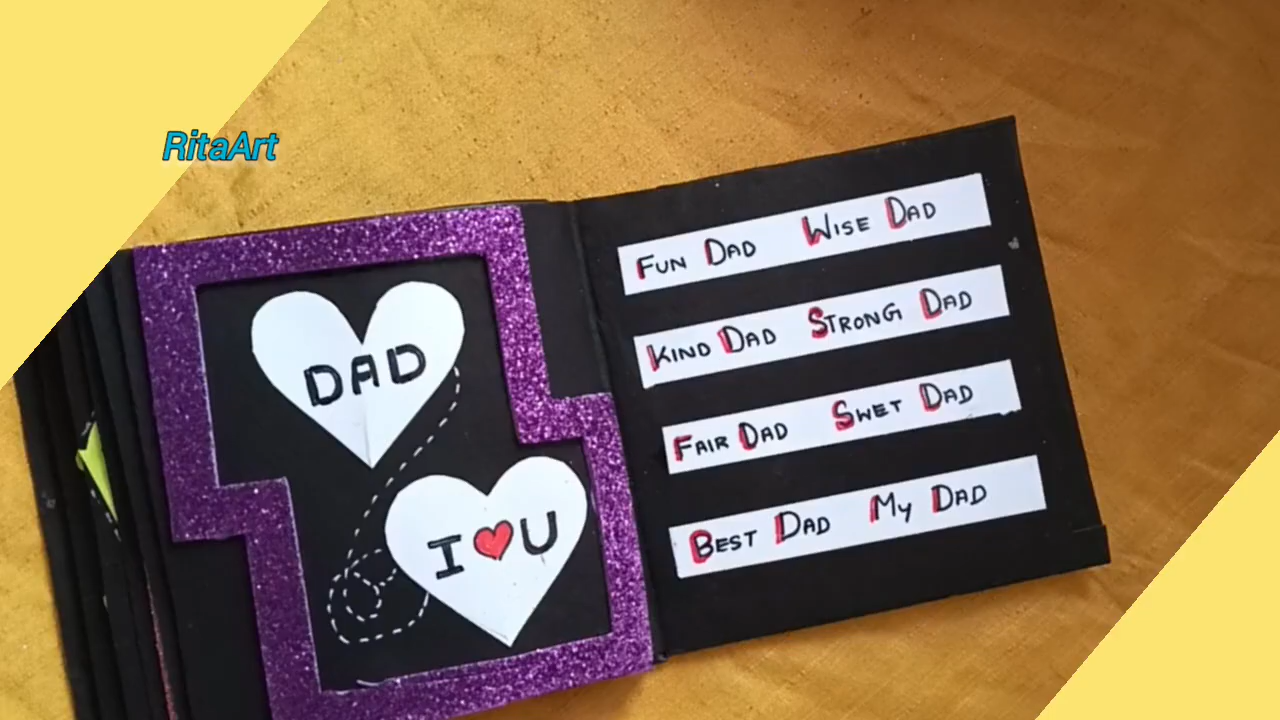 RitaArt
DAD
I ❤ U
FUN DAD WISE DAD
KIND DAD STRONG DAD
FAIR DAD SWET DAD
BEST DAD MY DAD